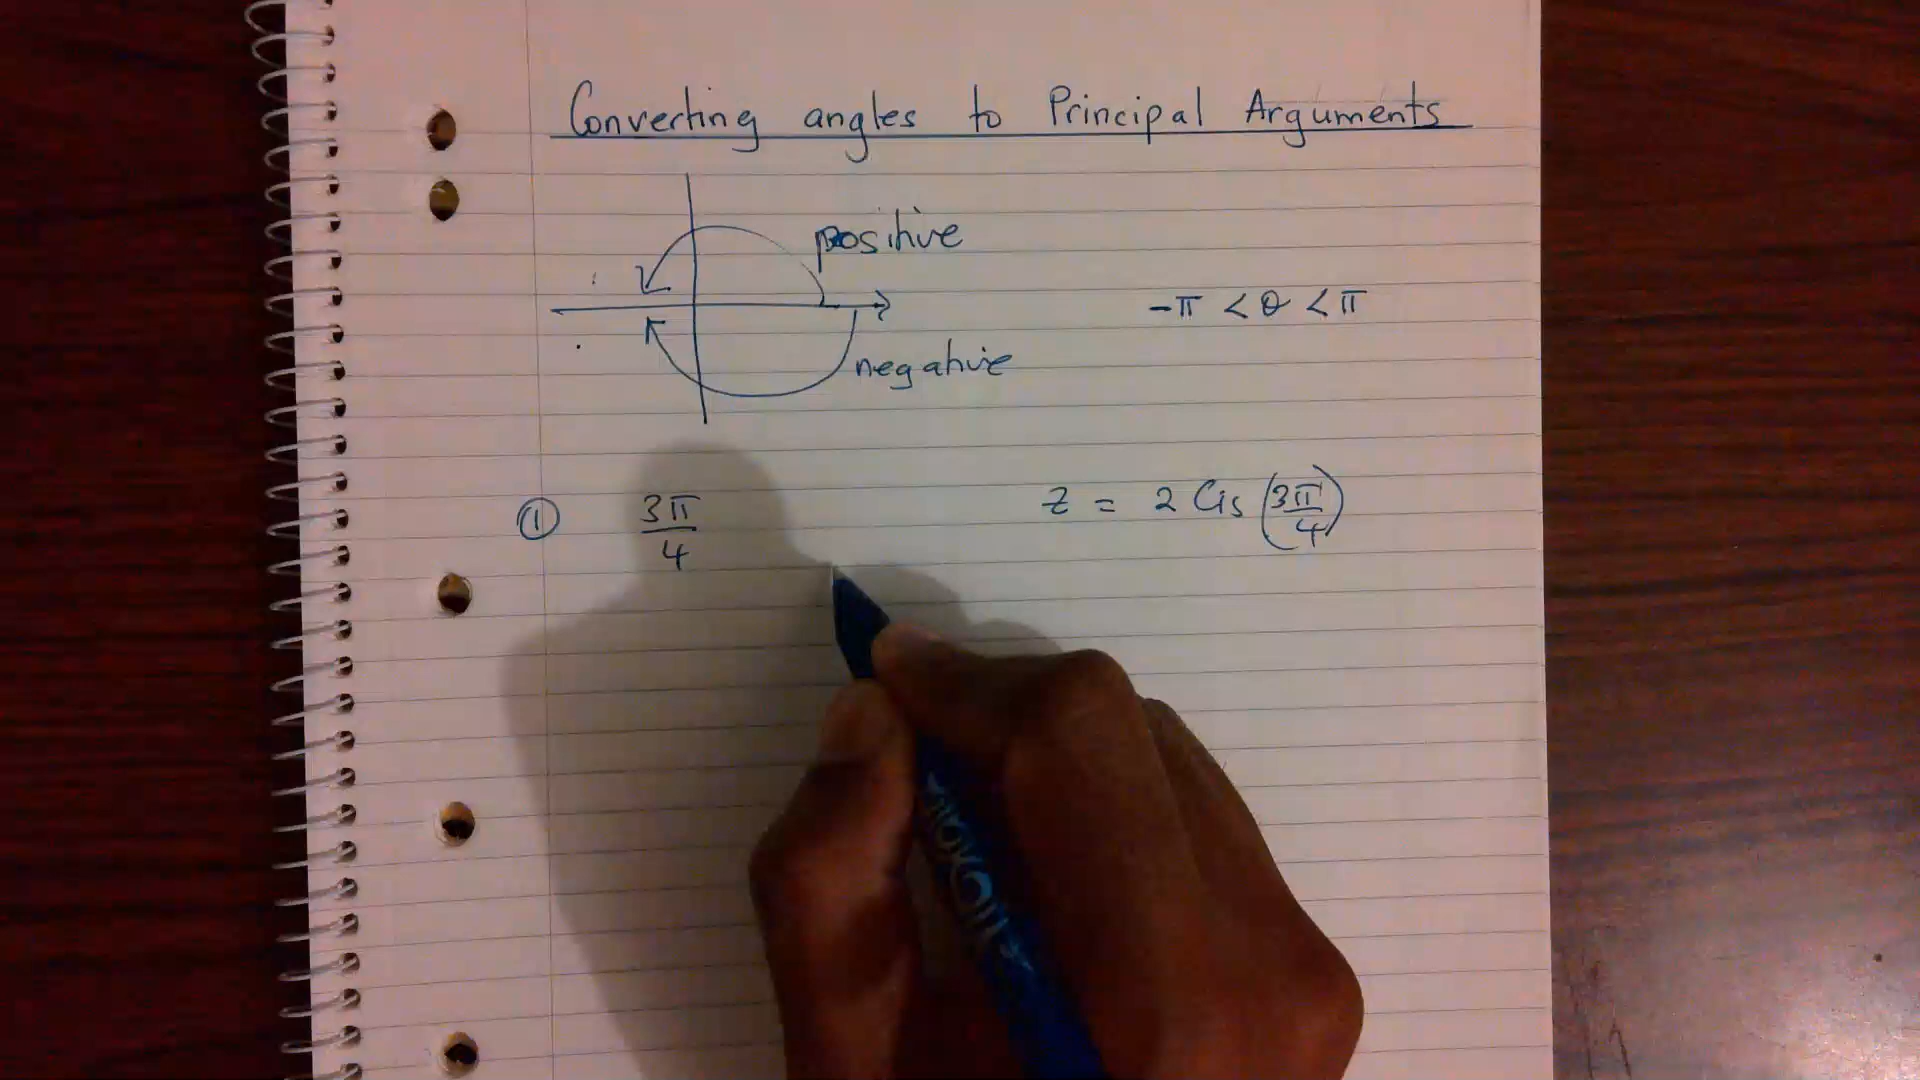 Converting angles to Principal Arguments
positive
-π < θ < π
negative
① 3π/4 z = 2 Cis (3π/4)